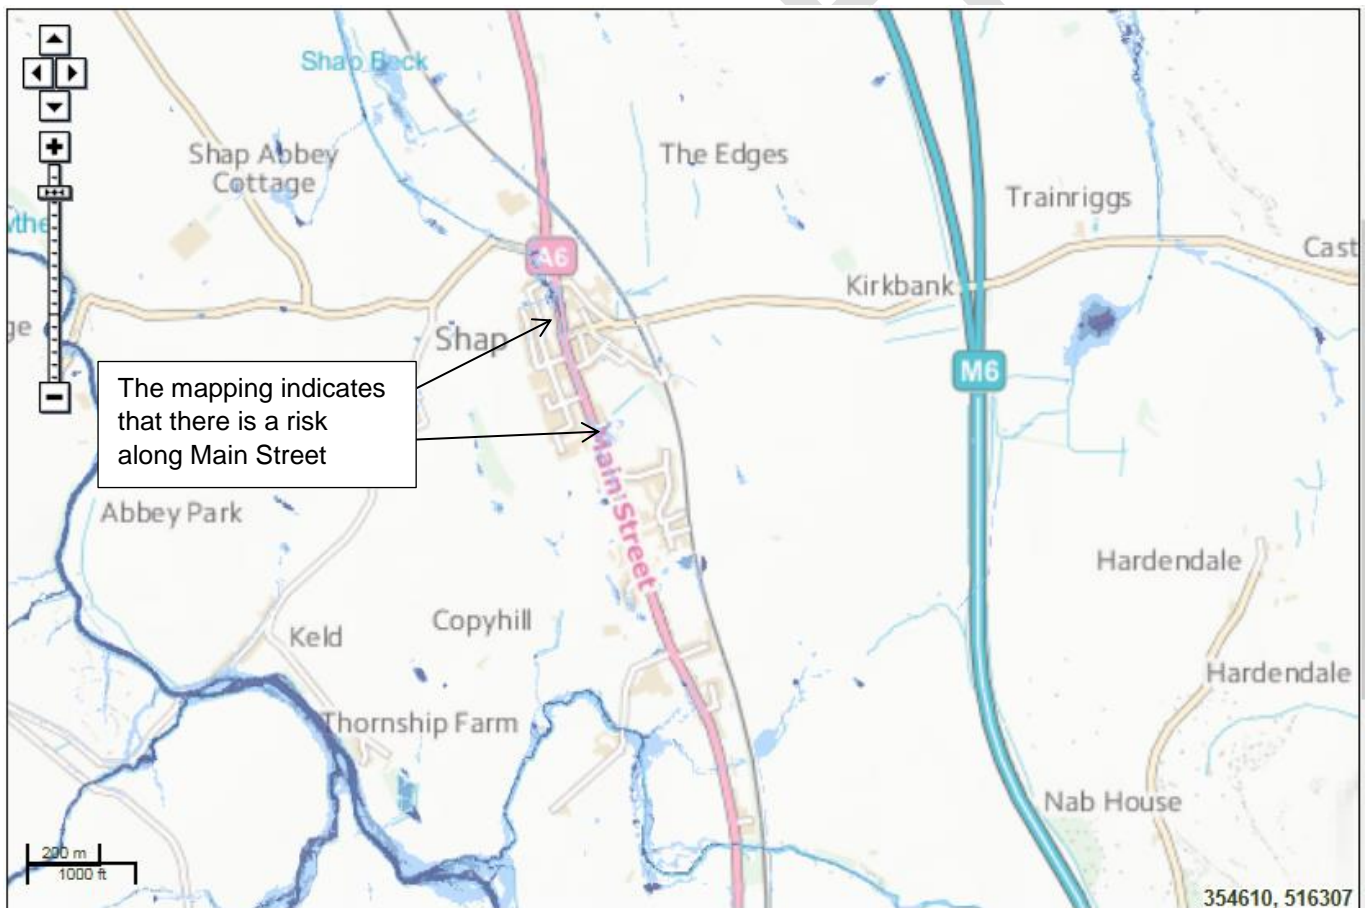 Shap Beck
Shap Abbey
Cottage
The Edges
Trainriggs
A6
Cast
Kirkbank
Shap
M6
The mapping indicates
that there is a risk
along Main Street
Main Street
Abbey Park
Hardendale
Copyhill
Keld
Hardendale
Thornship Farm
Nab House
200 m
1000 ft
354610, 516307